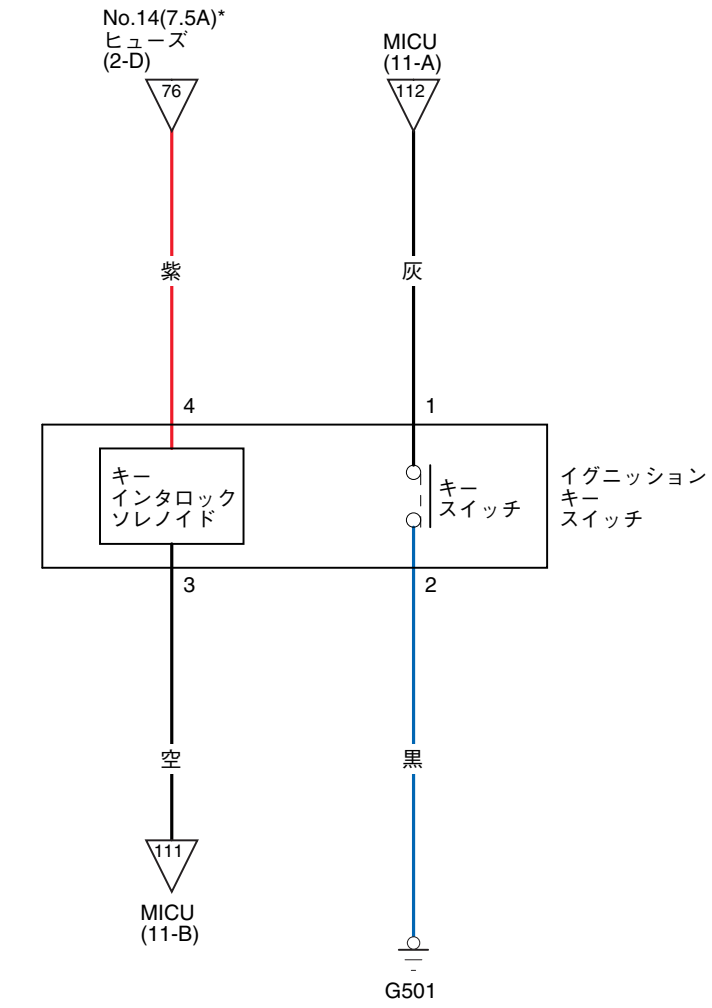 No.14(7.5A)*
ヒューズ
(2-D)
76
MICU
(11-A)
112
紫
灰
4
1
キー
インタロック
ソレノイド
キー
スイッチ
イグニッション
キー
スイッチ
3
2
空
黒
111
MICU
(11-B)
G501